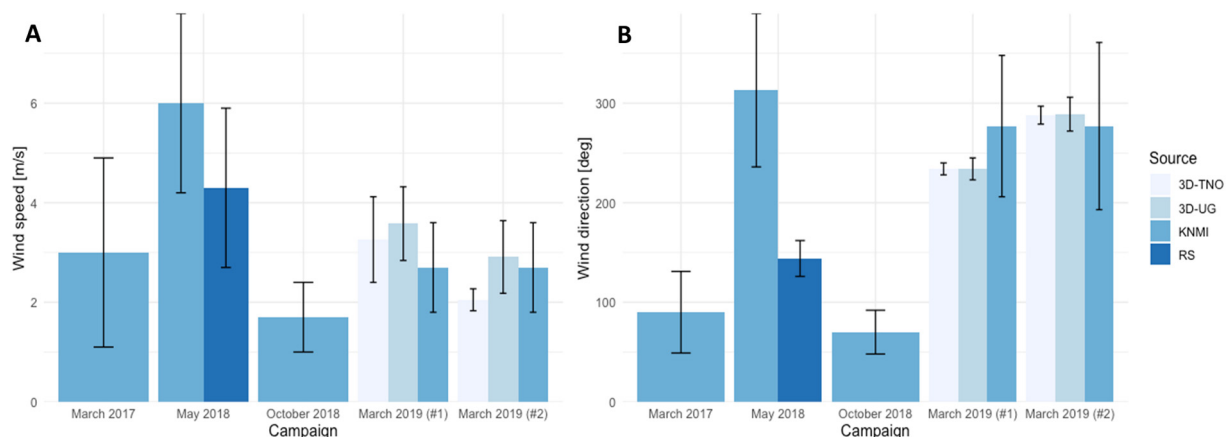 A
Wind speed [m/s]
6
4
2
0
March 2017 May 2018 October 2018 March 2019 (#1) March 2019 (#2)
Campaign
B
Wind direction [deg]
300
200
100
0
March 2017 May 2018 October 2018 March 2019 (#1) March 2019 (#2)
Campaign
Source
3D-TNO
3D-UG
KNMI
RS